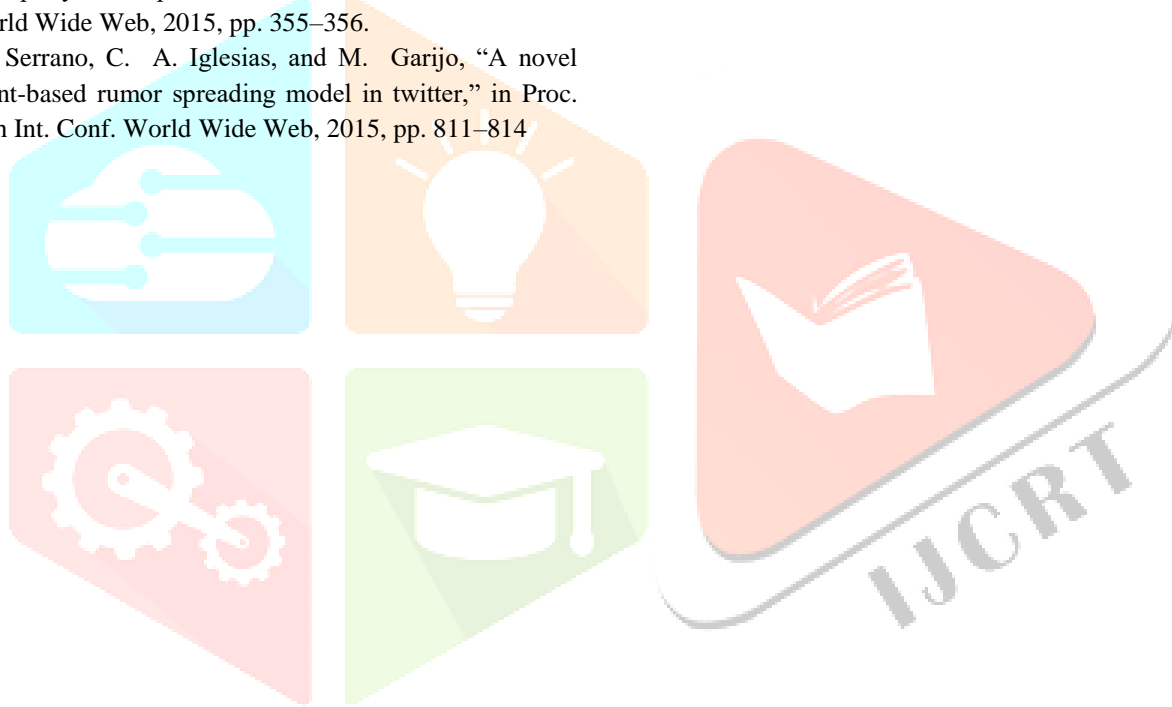 rld Wide Web, 2015, pp. 355–356.
Serrano, C. A. Iglesias, and M. Garijo, “A novel
nt-based rumor spreading model in twitter,” in Proc.
n Int. Conf. World Wide Web, 2015, pp. 811–814
IJCRT